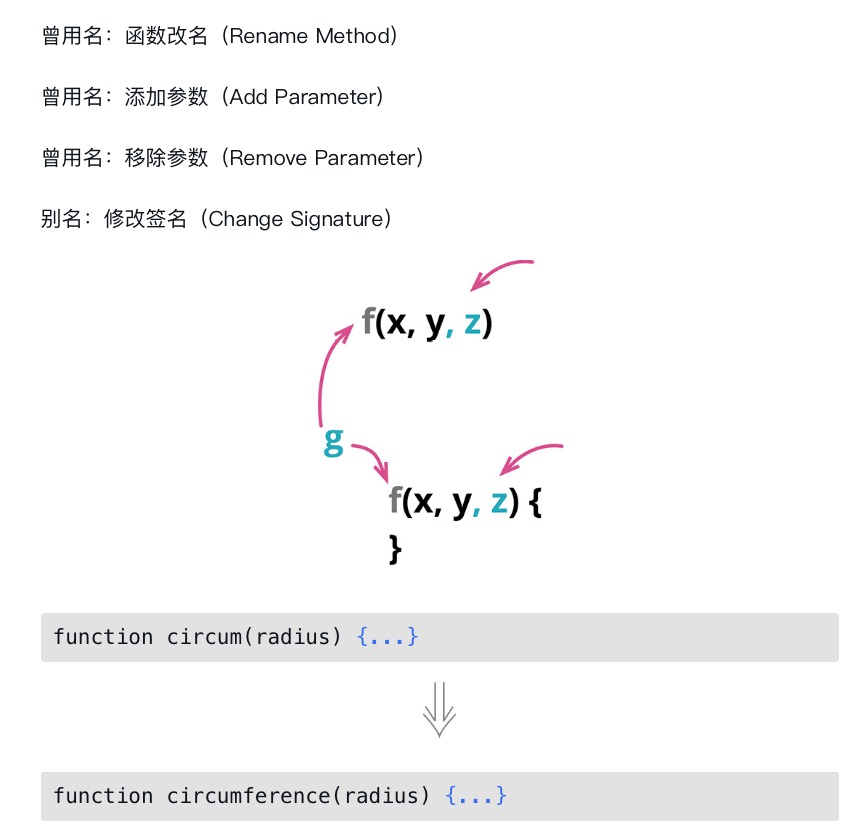 曾用名：函数改名（Rename Method）
曾用名：添加参数（Add Parameter）
曾用名：移除参数（Remove Parameter）
别名：修改签名（Change Signature）
f(x, y, z)
g
f(x, y, z) {
}
function circum(radius) {...}
function circumference(radius) {...}